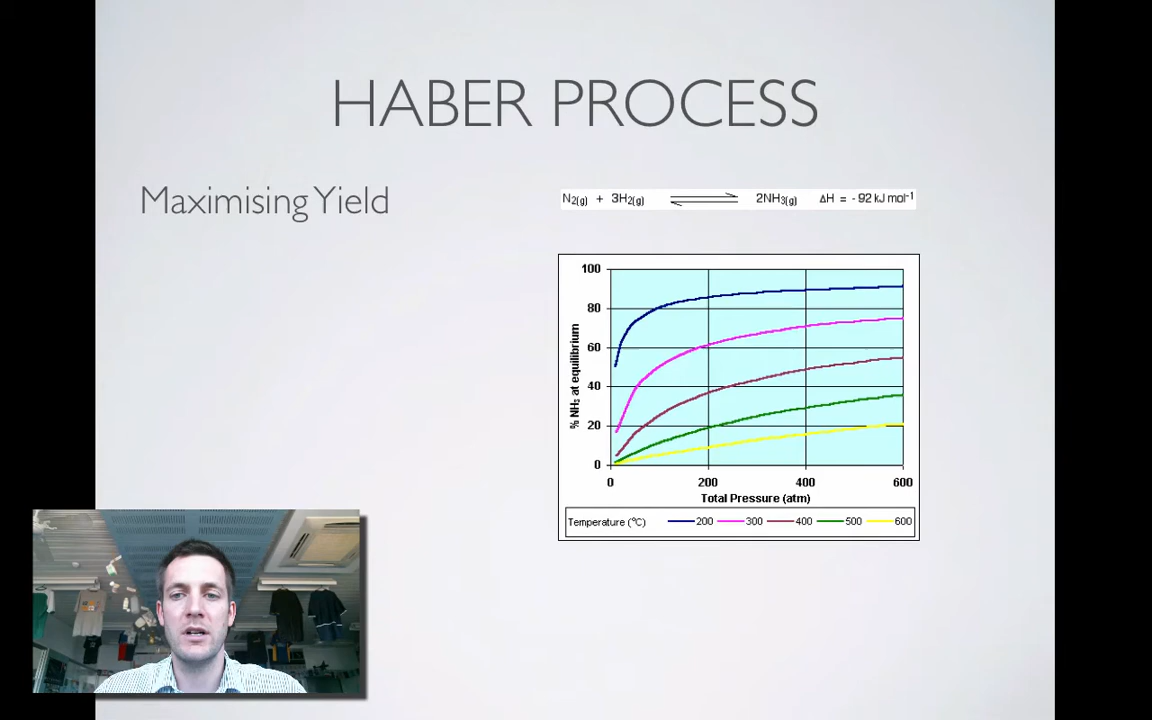 HABER PROCESS
Maximising Yield
N2(g) + 3H2(g) ⇌ 2NH3(g) ΔH = - 92 kJ mol-1
100
80
60
40
20
0
% NH3 at equilibrium
0 200 400 600
Total Pressure (atm)
Temperature (°C) 200 300 400 500 600